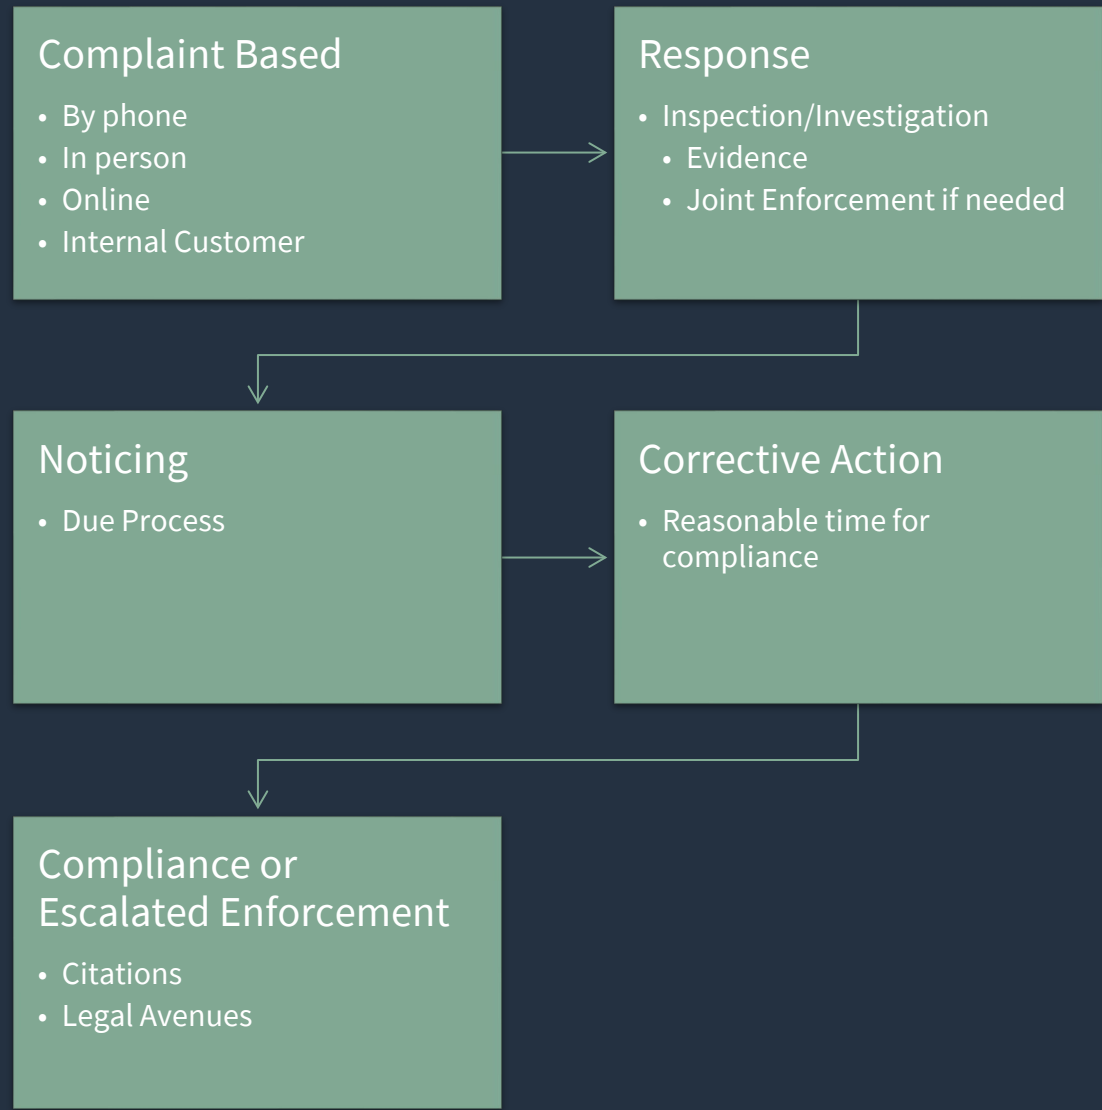 Complaint Based
• By phone
• In person
• Online
• Internal Customer
Response
• Inspection/Investigation
• Evidence
• Joint Enforcement if needed
Noticing
• Due Process
Corrective Action
• Reasonable time for
compliance
Compliance or
Escalated Enforcement
• Citations
• Legal Avenues